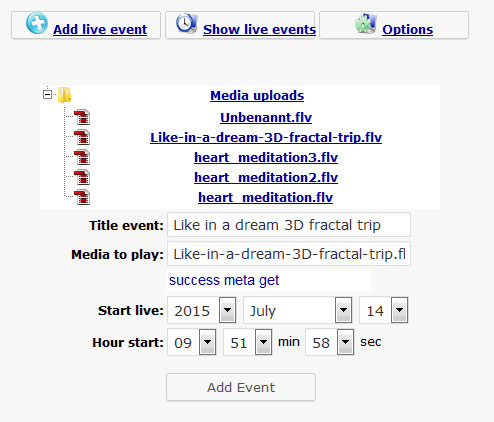 Add live event Show live events Options
Media uploads
Unbenannt.flv
Like-in-a-dream-3D-fractal-trip.flv
heart_meditation3.flv
heart_meditation2.flv
heart_meditation.flv
Title event: Like in a dream 3D fractal trip
Media to play: Like-in-a-dream-3D-fractal-trip.fl
success meta get
Start live: 2015 July 14
Hour start: 09 51 min 58 sec
Add Event